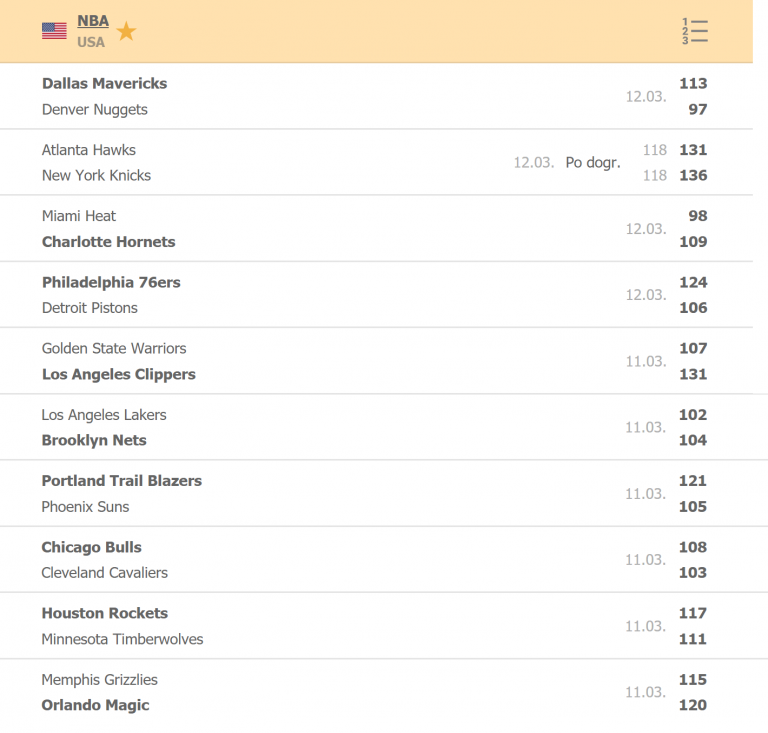 NBA
USA
1
2
3
Dallas Mavericks 113
12.03.
Denver Nuggets 97
Atlanta Hawks 118 131
12.03. Po dogr.
New York Knicks 118 136
Miami Heat 98
12.03.
Charlotte Hornets 109
Philadelphia 76ers 124
12.03.
Detroit Pistons 106
Golden State Warriors 107
11.03.
Los Angeles Clippers 131
Los Angeles Lakers 102
11.03.
Brooklyn Nets 104
Portland Trail Blazers 121
11.03.
Phoenix Suns 105
Chicago Bulls 108
11.03.
Cleveland Cavaliers 103
Houston Rockets 117
11.03.
Minnesota Timberwolves 111
Memphis Grizzlies 115
11.03.
Orlando Magic 120